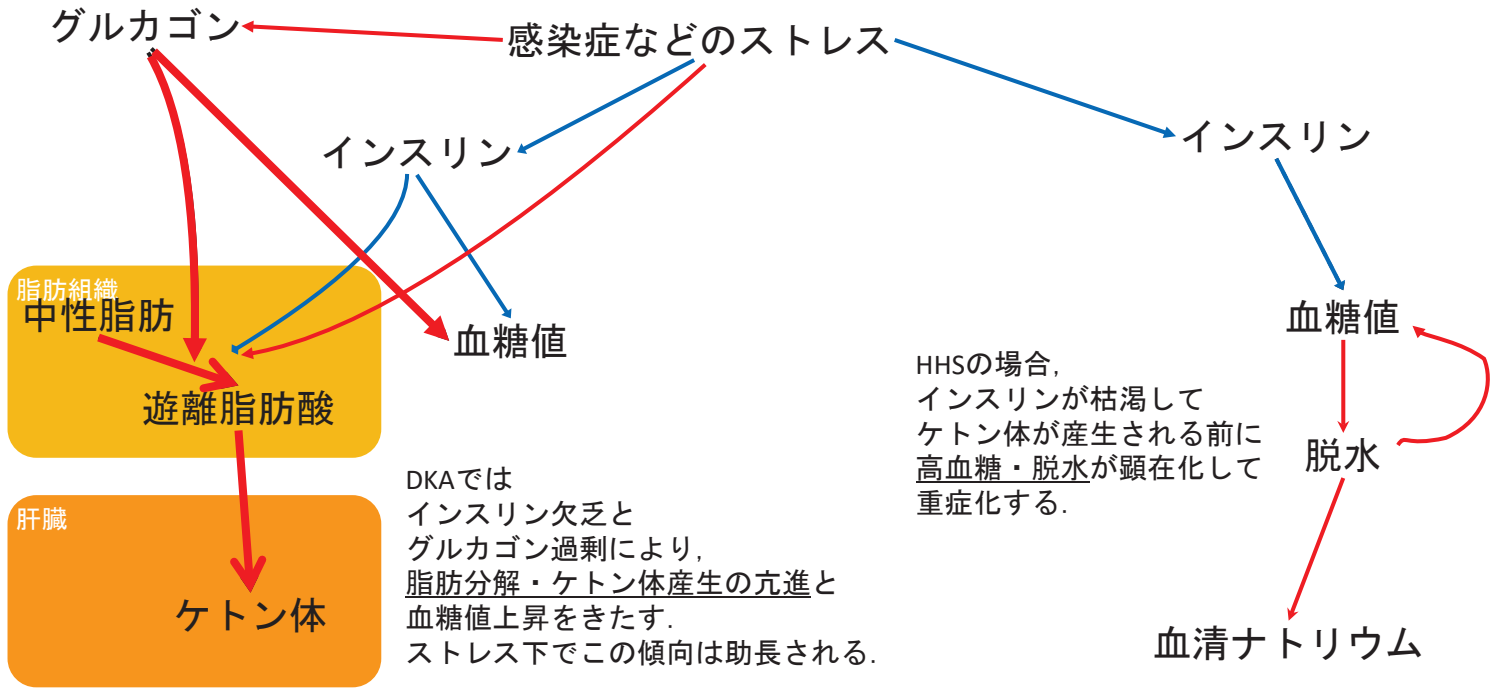 グルカゴン
感染症などのストレス
インスリン
インスリン
脂肪組織
中性脂肪
遊離脂肪酸
血糖値
血糖値
HHSの場合,
インスリンが枯渇して
ケトン体が産生される前に
高血糖・脱水が顕在化して
重症化する.
脱水
肝臓
ケトン体
DKAでは
インスリン欠乏と
グルカゴン過剰により,
脂肪分解・ケトン体産生の亢進と
血糖値上昇をきたす.
ストレス下でこの傾向は助長される.
血清ナトリウム